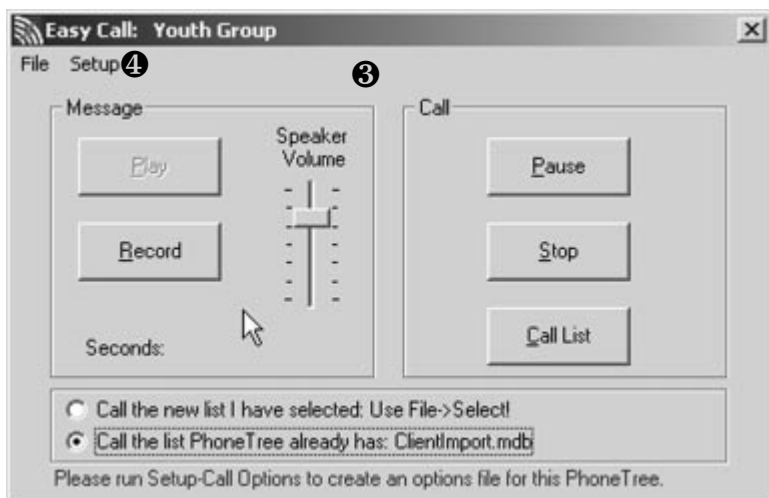 Easy Call: Youth Group
File Setup ❹
❸
Message
Play
Record
Speaker
Volume
Seconds:
Call
Pause
Stop
Call List
Call the new list I have selected: Use File->Select!
Call the list PhoneTree already has: ClientImport.mdb
Please run Setup-Call Options to create an options file for this PhoneTree.